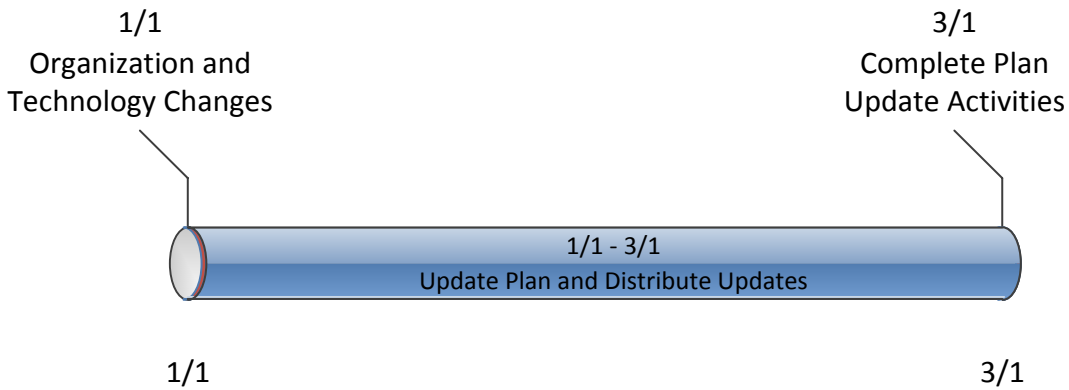 1/1
Organization and
Technology Changes
3/1
Complete Plan
Update Activities
1/1 - 3/1
Update Plan and Distribute Updates
1/1
3/1